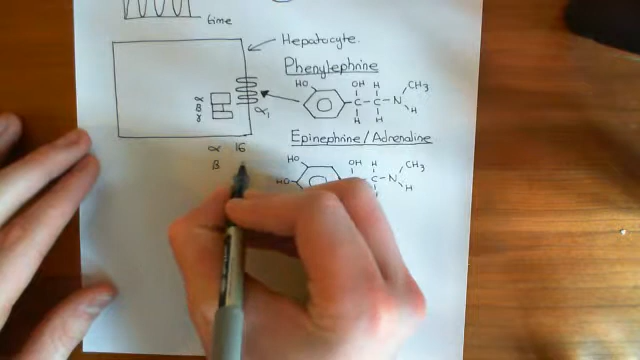 time
Hepatocyte.
Phenylephrine
HO OH H CH₃
C-C-N
H H H
α
β
γ
α₁
Epinephrine/Adrenaline
α 16
β
HO OH H CH₃
HO C-N
H